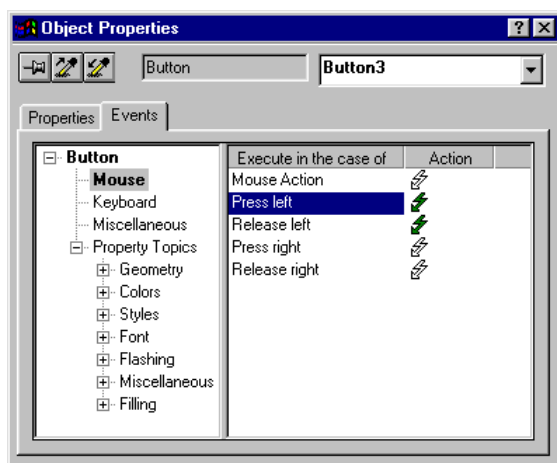 Object Properties
Button Button3
Properties Events
Button
Mouse
Keyboard
Miscellaneous
Property Topics
Geometry
Colors
Styles
Font
Flashing
Miscellaneous
Filling
Execute in the case of Action
Mouse Action
Press left
Release left
Press right
Release right